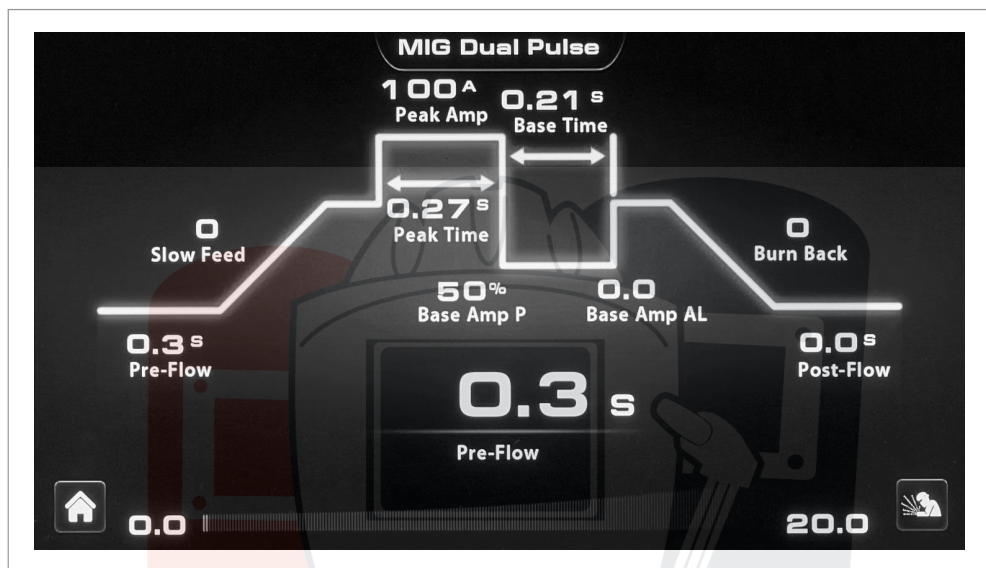 MIG Dual Pulse
100 A
Peak Amp
0.21 s
Base Time
0.27 s
Peak Time
0
Slow Feed
0
Burn Back
50%
Base Amp P
0.0
Base Amp AL
0.3 s
Pre-Flow
0.0 s
Post-Flow
0.3 s
Pre-Flow
0.0
20.0